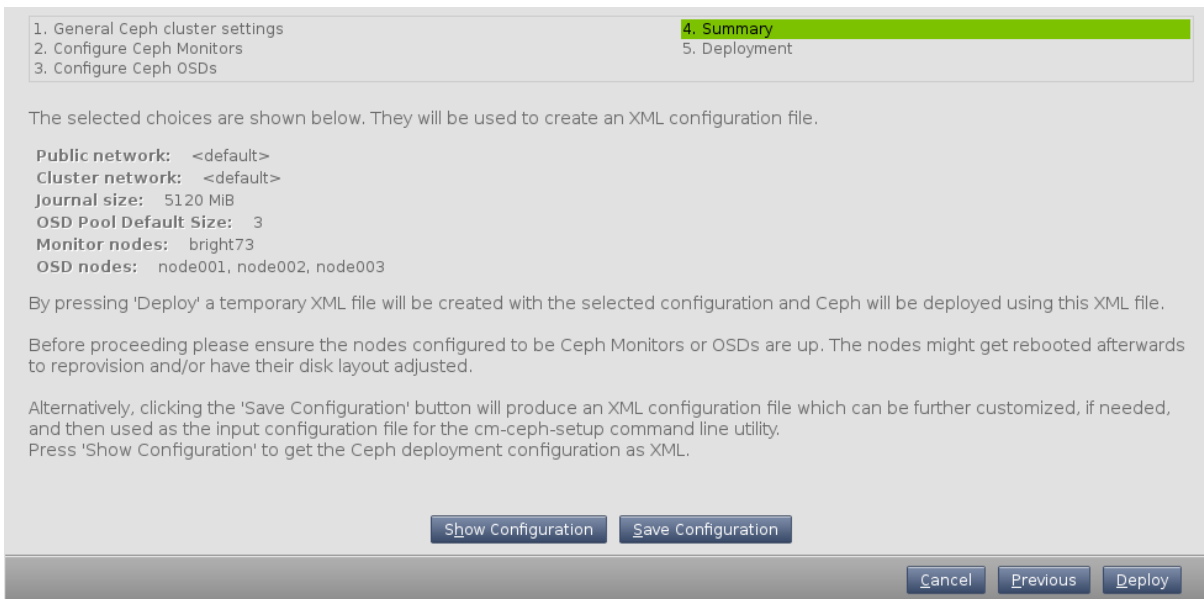 1. General Ceph cluster settings
2. Configure Ceph Monitors
3. Configure Ceph OSDs
4. Summary
5. Deployment
The selected choices are shown below. They will be used to create an XML configuration file.
Public network: <default>
Cluster network: <default>
Journal size: 5120 MiB
OSD Pool Default Size: 3
Monitor nodes: bright73
OSD nodes: node001, node002, node003
By pressing 'Deploy' a temporary XML file will be created with the selected configuration and Ceph will be deployed using this XML file.
Before proceeding please ensure the nodes configured to be Ceph Monitors or OSDs are up. The nodes might get rebooted afterwards
to reprovision and/or have their disk layout adjusted.
Alternatively, clicking the 'Save Configuration' button will produce an XML configuration file which can be further customized, if needed,
and then used as the input configuration file for the cm-ceph-setup command line utility.
Press 'Show Configuration' to get the Ceph deployment configuration as XML.
Show Configuration Save Configuration
Cancel Previous Deploy